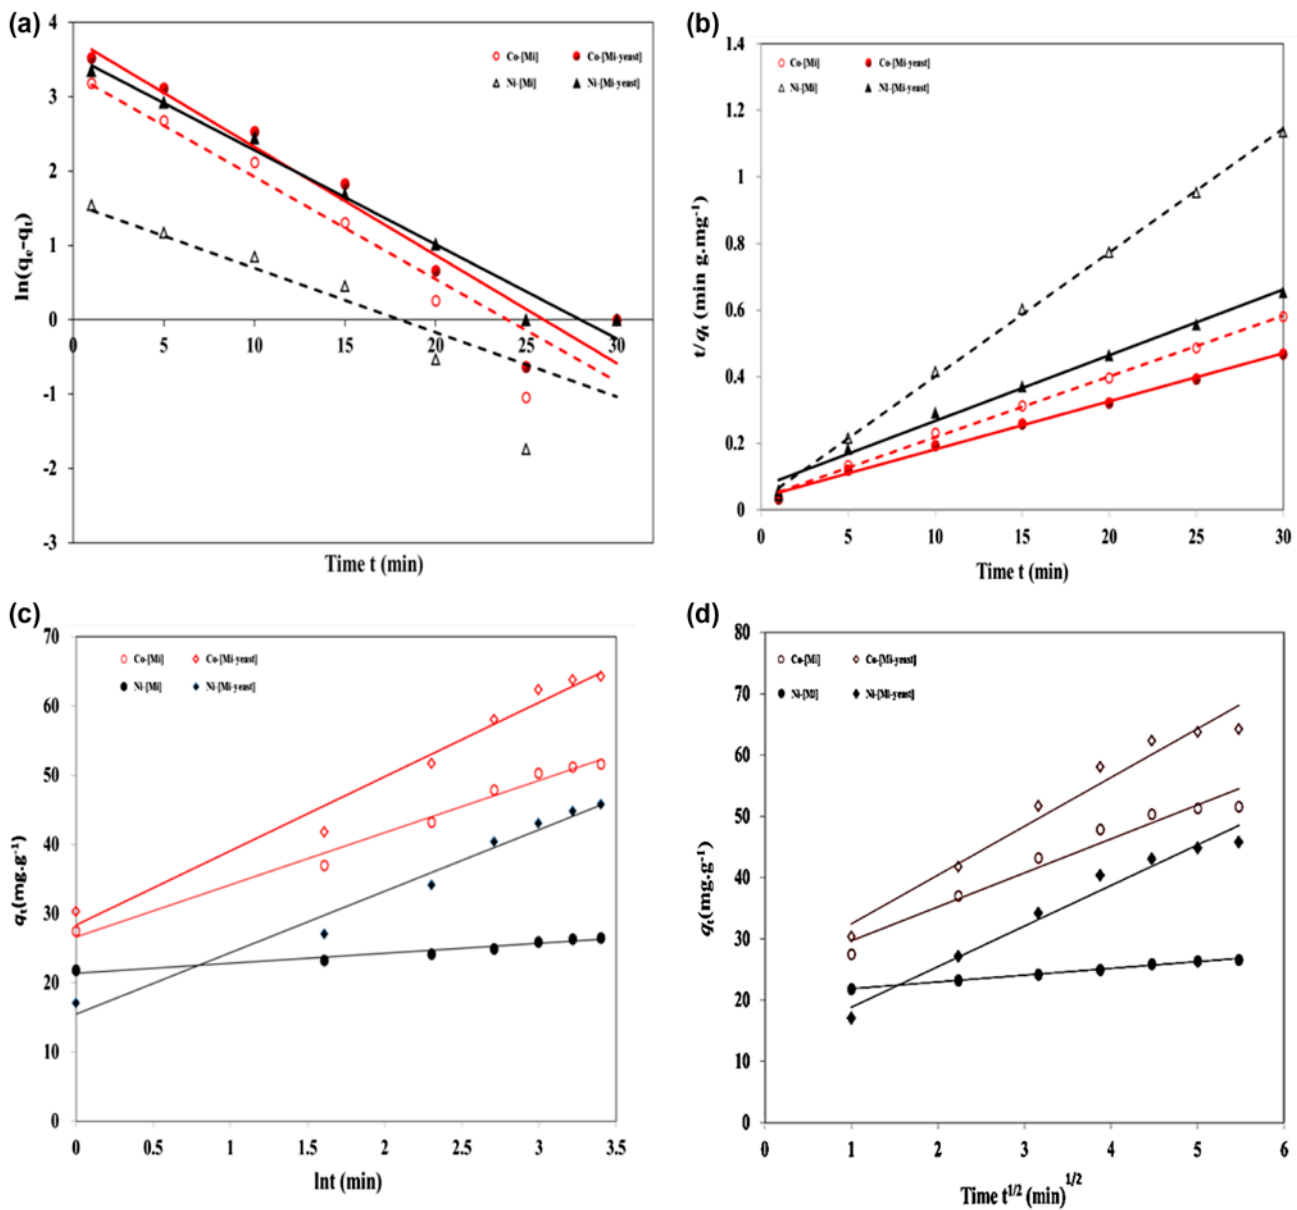 (a)
4
3
2
1
0
-1
-2
-3
0 5 10 15 20 25 30
ln(qe-qt)
Time t (min)
Co-[Mi] Co-[Mi-yeast]
Ni-[Mi] Ni-[Mi-yeast]
(b)
1.4
1.2
1
0.8
0.6
0.4
0.2
0
5 10 15 20 25 30
t/qt (min g.mg⁻¹)
Time t (min)
Co-[Mi] Co-[Mi-yeast]
Ni-[Mi] NI-[Mi-yeast]
(c)
70
60
50
40
30
20
10
0
0 0.5 1 1.5 2 2.5 3 3.5
qt(mg.g⁻¹)
lnt (min)
Co-[Mi] Co-[Mi-yeast]
Ni-[Mi] Ni-[Mi-yeast]
(d)
80
70
60
50
40
30
20
10
0
0 1 2 3 4 5 6
qt(mg.g⁻¹)
Time t¹/² (min)¹/²
Co-[Mi] Co-[Mi-yeast]
Ni-[MI] Ni-[Mi-yeast]